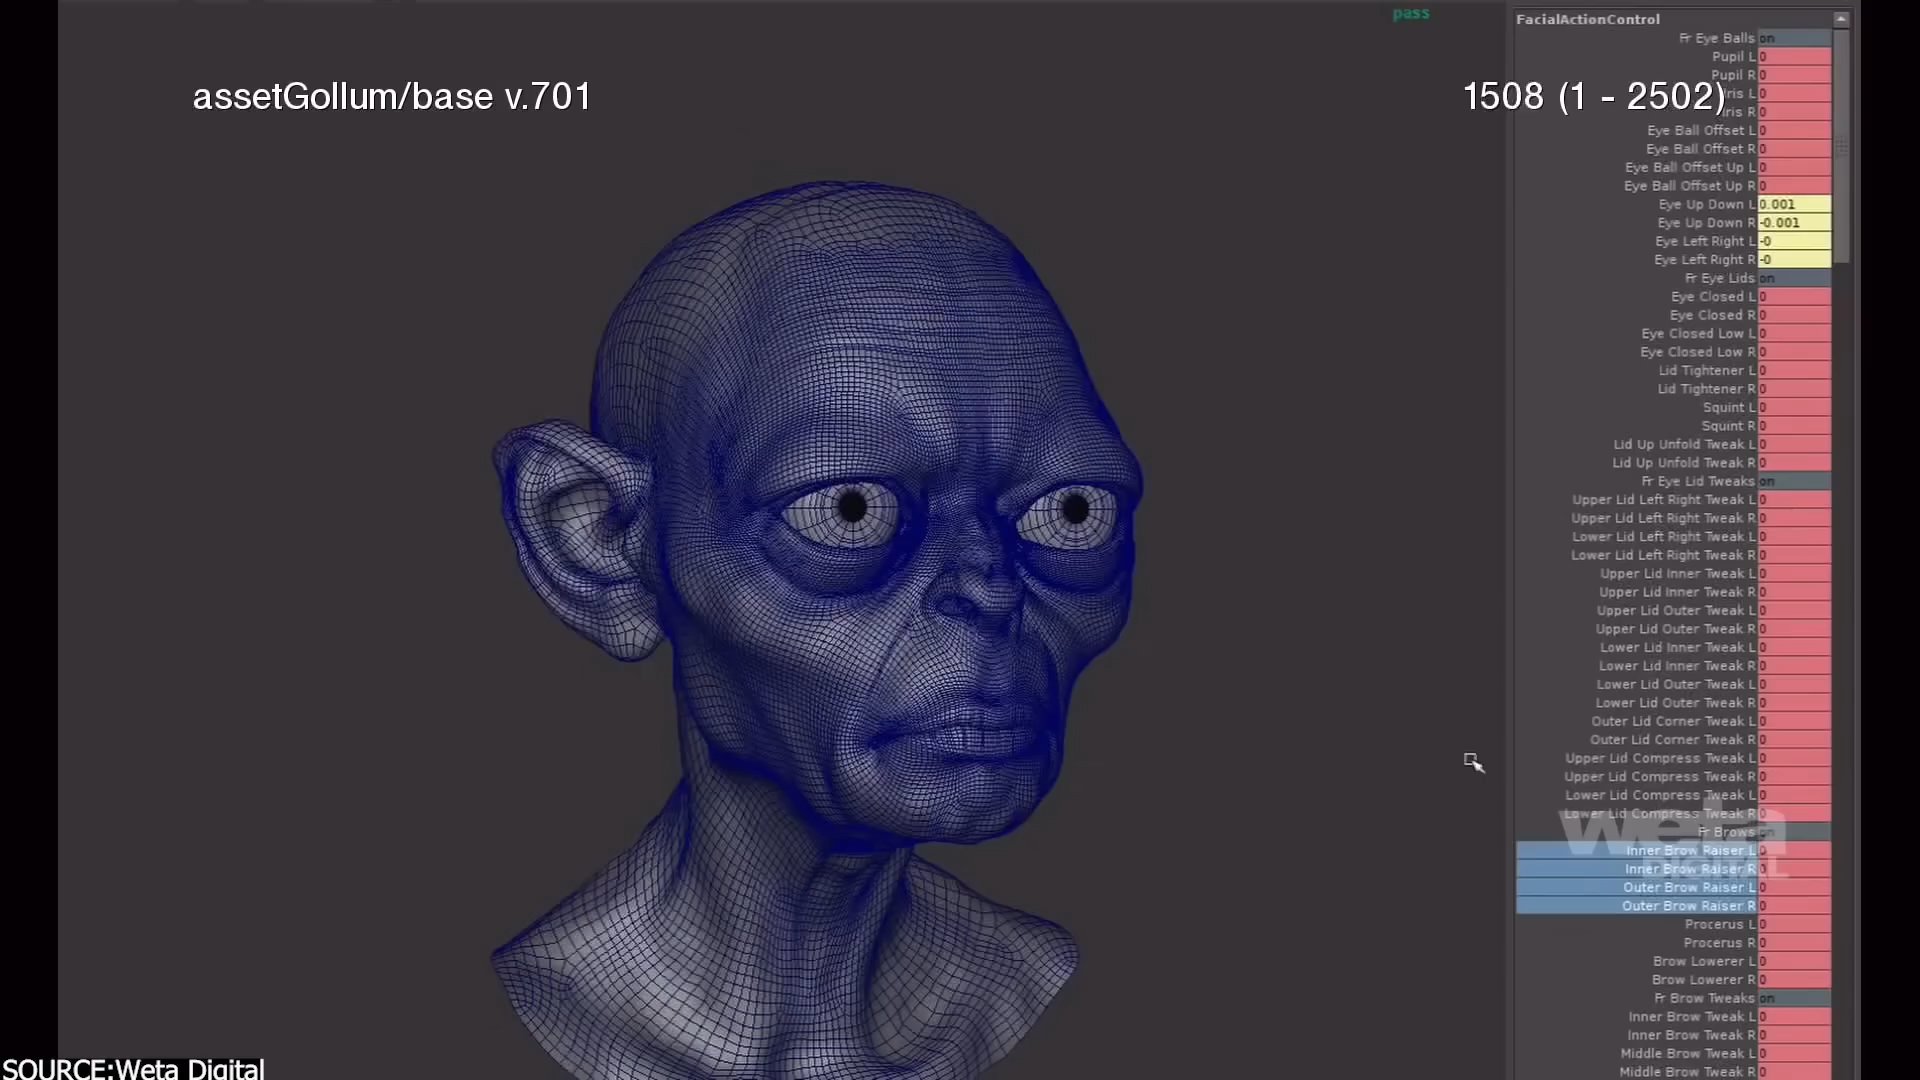 pass
FacialActionControl
assetGollum/base v.701
1508 (1 - 2502)
Fr Eye Balls on
Pupil L 0
Pupil R 0
Iris L 0
Iris R 0
Eye Ball Offset L 0
Eye Ball Offset R 0
Eye Ball Offset Up L 0
Eye Ball Offset Up R 0
Eye Up Down L 0.001
Eye Up Down R -0.001
Eye Left Right L -0
Eye Left Right R -0
Fr Eye Lids on
Eye Closed L 0
Eye Closed R 0
Eye Closed Low L 0
Eye Closed Low R 0
Lid Tightener L 0
Lid Tightener R 0
Squint L 0
Squint R 0
Lid Up Unfold Tweak L 0
Lid Up Unfold Tweak R 0
Fr Eye Lid Tweaks on
Upper Lid Left Right Tweak L 0
Upper Lid Left Right Tweak R 0
Lower Lid Left Right Tweak L 0
Lower Lid Left Right Tweak R 0
Upper Lid Inner Tweak L 0
Upper Lid Inner Tweak R 0
Upper Lid Outer Tweak L 0
Upper Lid Outer Tweak R 0
Lower Lid Inner Tweak L 0
Lower Lid Inner Tweak R 0
Lower Lid Outer Tweak L 0
Lower Lid Outer Tweak R 0
Outer Lid Corner Tweak L 0
Outer Lid Corner Tweak R 0
Upper Lid Compress Tweak L 0
Upper Lid Compress Tweak R 0
Lower Lid Compress Tweak L 0
Lower Lid Compress Tweak R 0
Fr Brows on
Inner Brow Raiser L 0
Inner Brow Raiser R 0
Outer Brow Raiser L 0
Outer Brow Raiser R 0
Procerus L 0
Procerus R 0
Brow Lowerer L 0
Brow Lowerer R 0
Fr Brow Tweaks on
Inner Brow Tweak L 0
Inner Brow Tweak R 0
Middle Brow Tweak L 0
Middle Brow Tweak R 0
weta
DIGITAL
SOURCE:Weta Digital